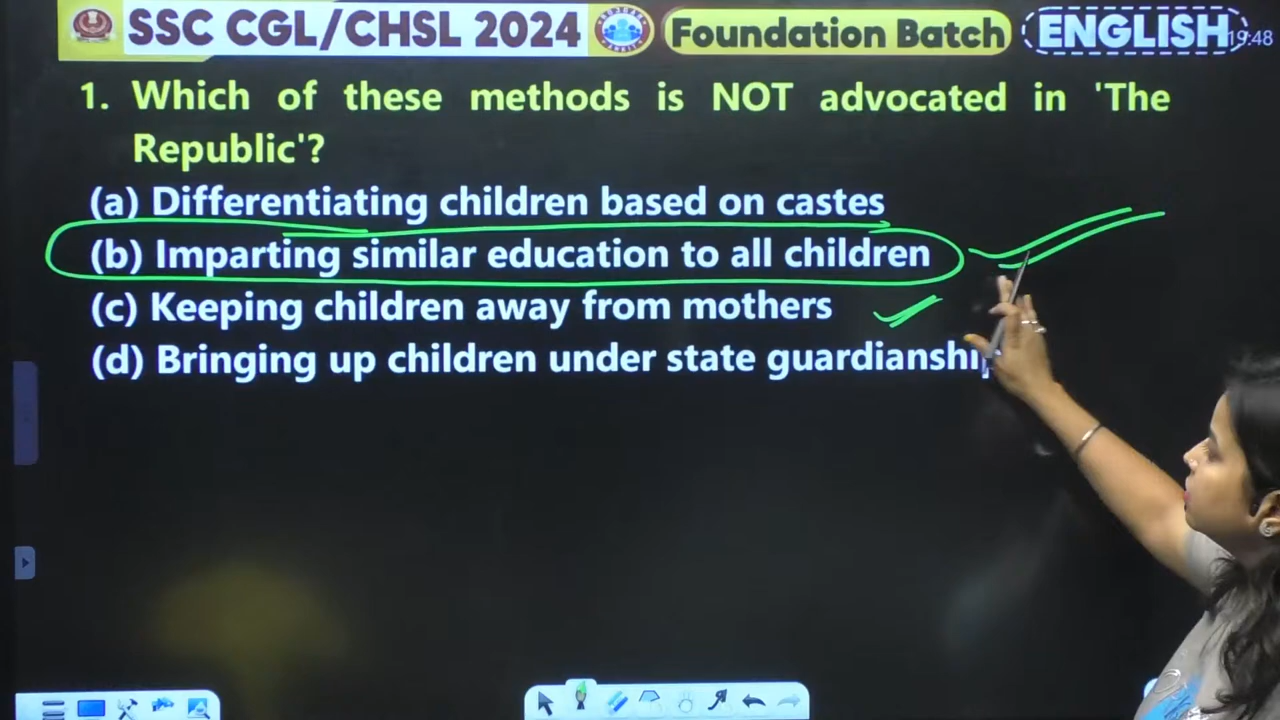 SSC CGL/CHSL 2024 Foundation Batch ENGLISH 19:48
1. Which of these methods is NOT advocated in 'The
Republic'?
(a) Differentiating children based on castes
(b) Imparting similar education to all children
(c) Keeping children away from mothers
(d) Bringing up children under state guardianship